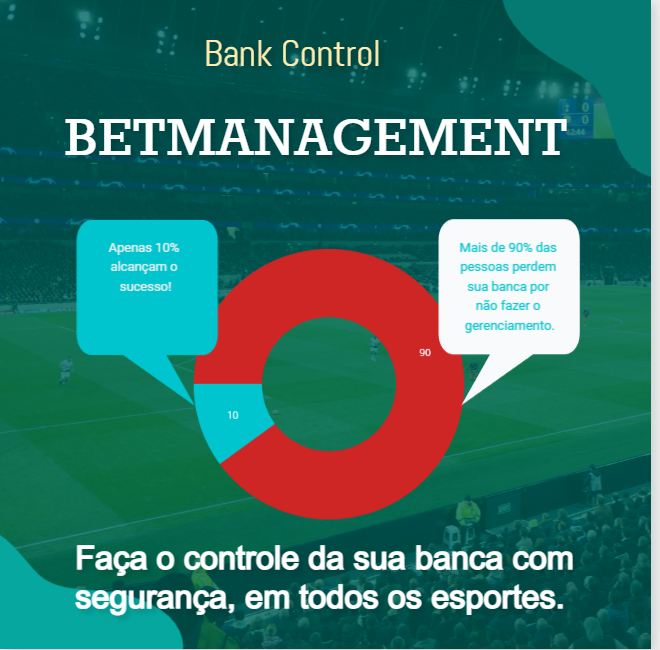 Bank Control
BETMANAGEMENT
Apenas 10%
alcançam o
sucesso!
Mais de 90% das
pessoas perdem
sua banca por
não fazer o
gerenciamento.
90
10
Faça o controle da sua banca com
segurança, em todos os esportes.